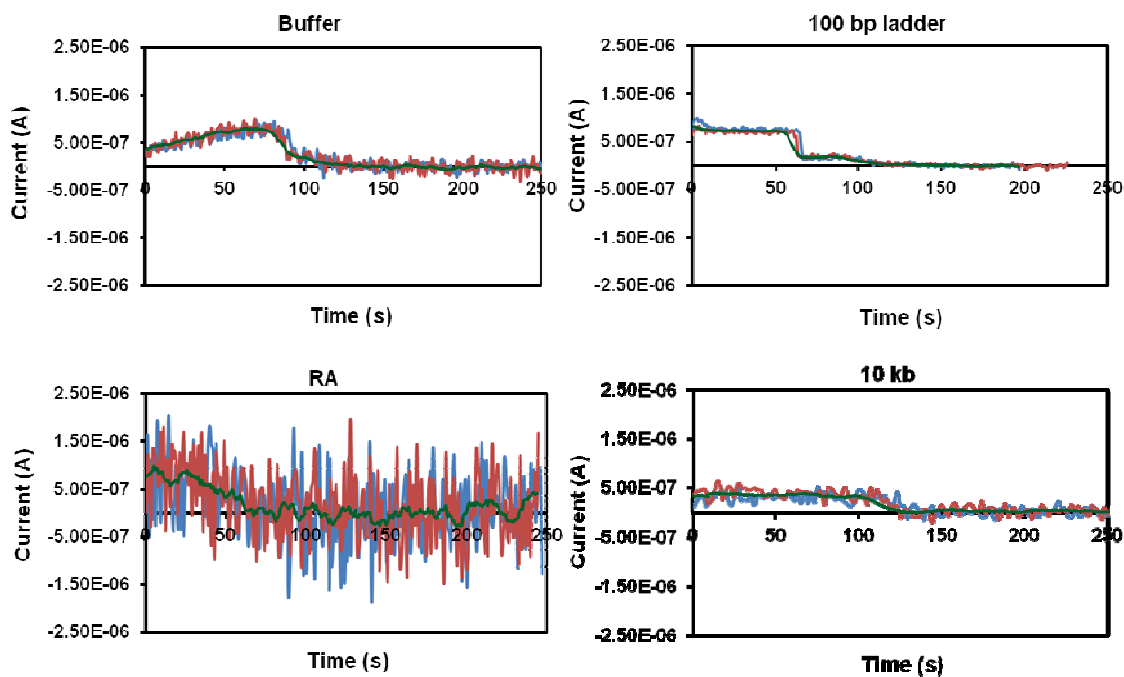 Buffer
2.50E-06
1.50E-06
5.00E-07
-5.00E-07
-1.50E-06
-2.50E-06
0 50 100 150 200 250
Current (A)
Time (s)
100 bp ladder
2.50E-06
1.50E-06
5.00E-07
-5.00E-07
-1.50E-06
-2.50E-06
0 50 100 150 200 250
Current (A)
Time (s)
RA
2.50E-06
1.50E-06
5.00E-07
-5.00E-07
-1.50E-06
-2.50E-06
0 50 100 150 200 250
Current (A)
Time (s)
10 kb
2.50E-06
1.50E-06
5.00E-07
-5.00E-07
-1.50E-06
-2.50E-06
0 50 100 150 200 250
Current (A)
Time (s)